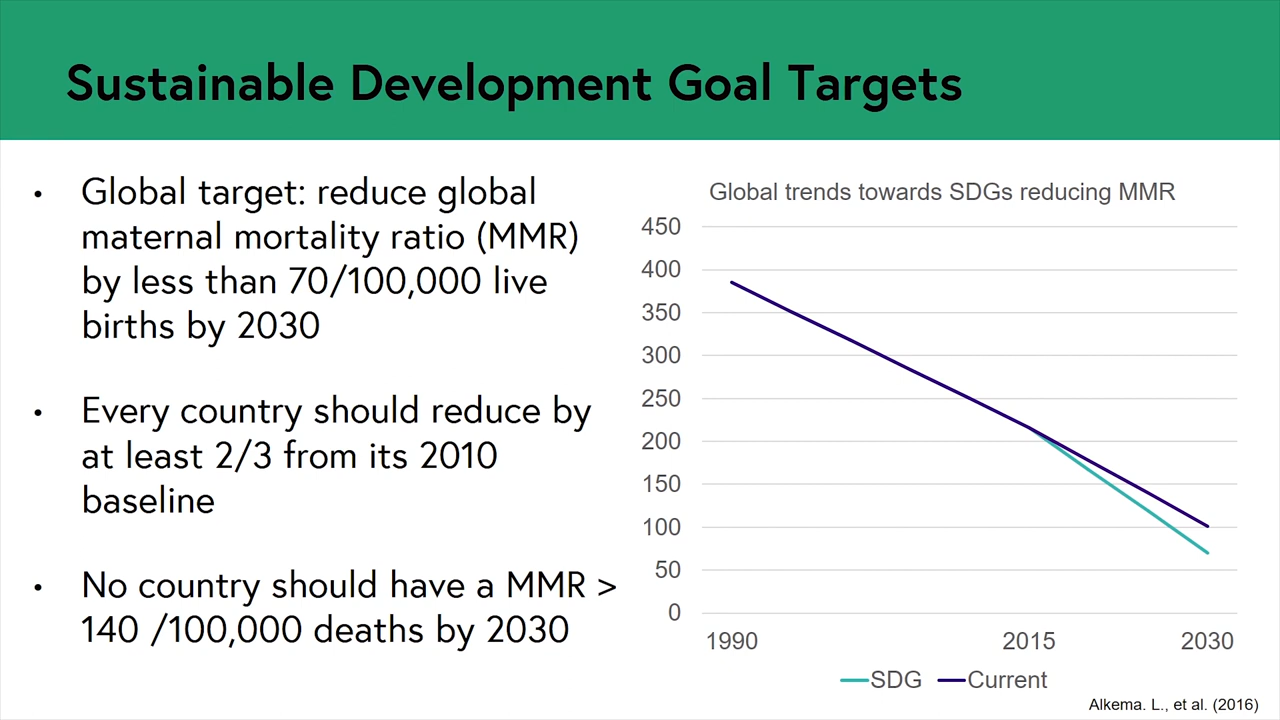 Sustainable Development Goal Targets
• Global target: reduce global
maternal mortality ratio (MMR)
by less than 70/100,000 live
births by 2030
• Every country should reduce by
at least 2/3 from its 2010
baseline
• No country should have a MMR >
140 /100,000 deaths by 2030
Global trends towards SDGs reducing MMR
450
400
350
300
250
200
150
100
50
0
1990 2015 2030
SDG Current
Alkema. L., et al. (2016)